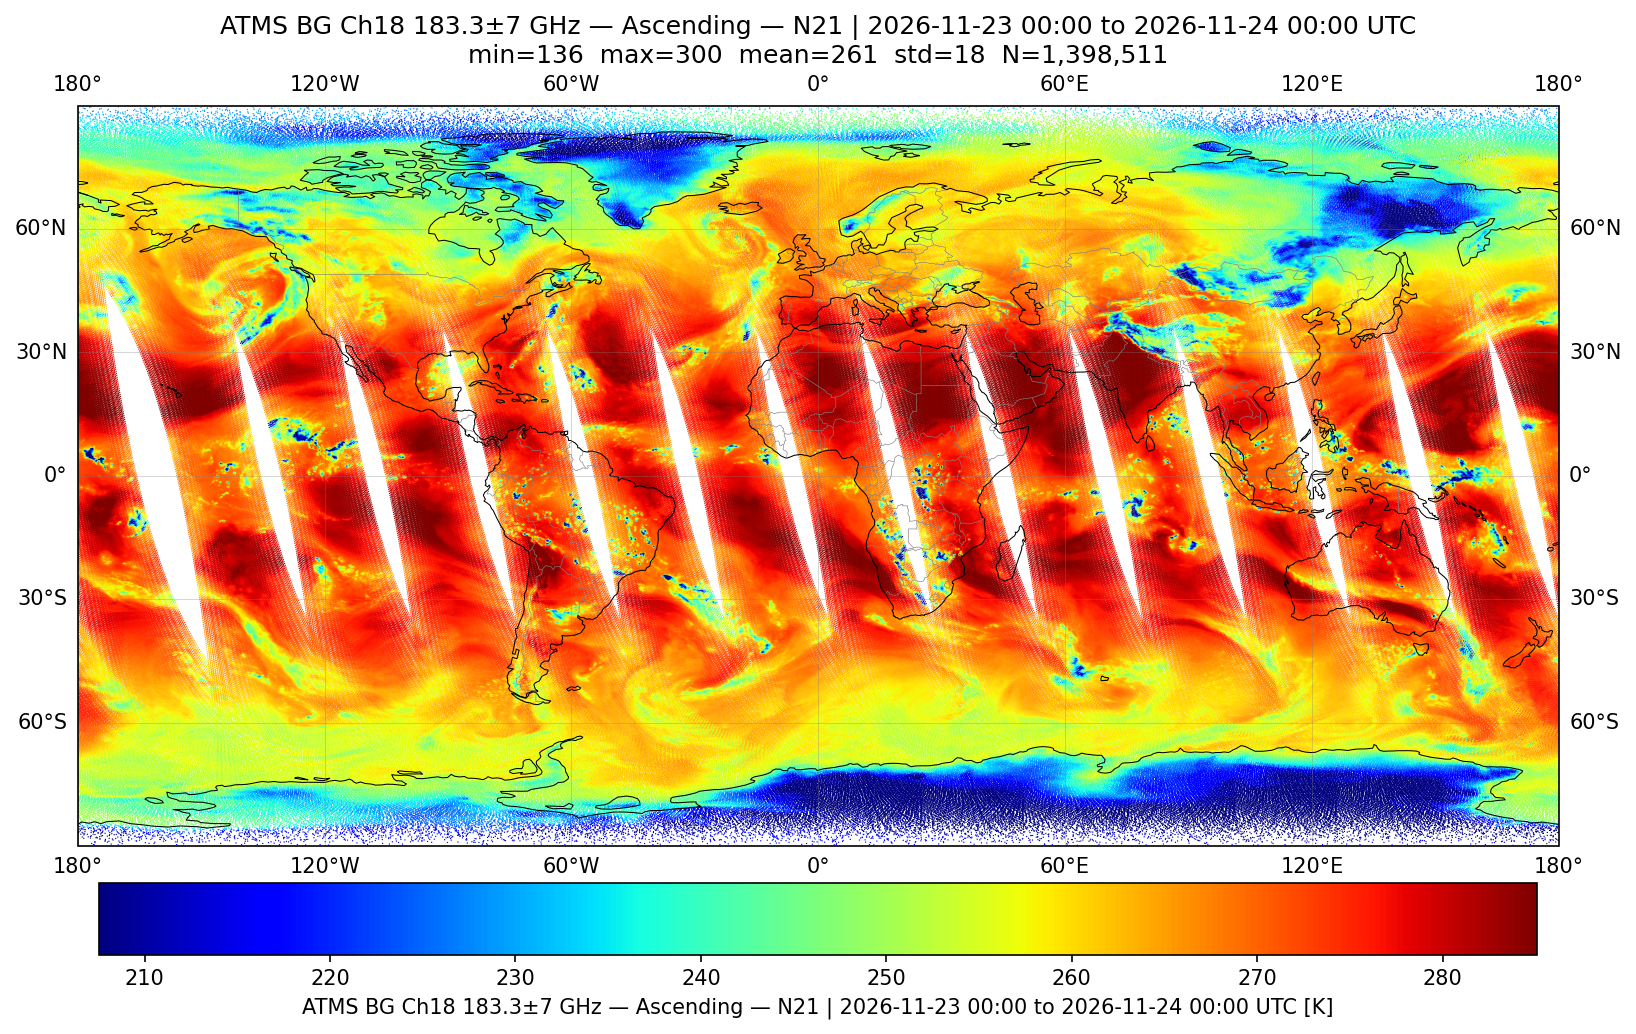 ATMS BG Ch18 183.3±7 GHz — Ascending — N21 | 2026-11-23 00:00 to 2026-11-24 00:00 UTC
min=136 max=300 mean=261 std=18 N=1,398,511
180° 120°W 60°W 0° 60°E 120°E 180°
60°N 60°N
30°N 30°N
0° 0°
30°S 30°S
60°S 60°S
180° 120°W 60°W 0° 60°E 120°E 180°
210 220 230 240 250 260 270 280
ATMS BG Ch18 183.3±7 GHz — Ascending — N21 | 2026-11-23 00:00 to 2026-11-24 00:00 UTC [K]